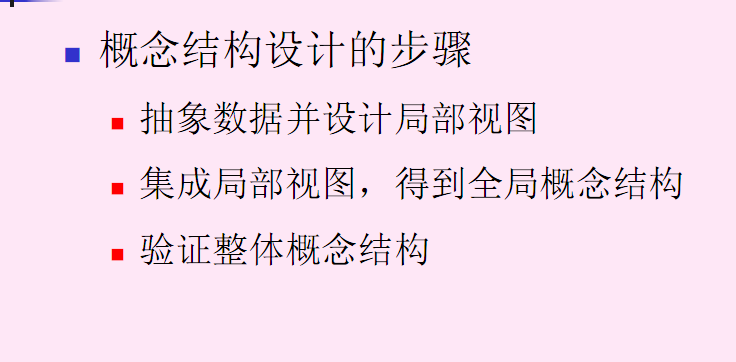 概念结构设计的步骤
抽象数据并设计局部视图
集成局部视图，得到全局概念结构
验证整体概念结构